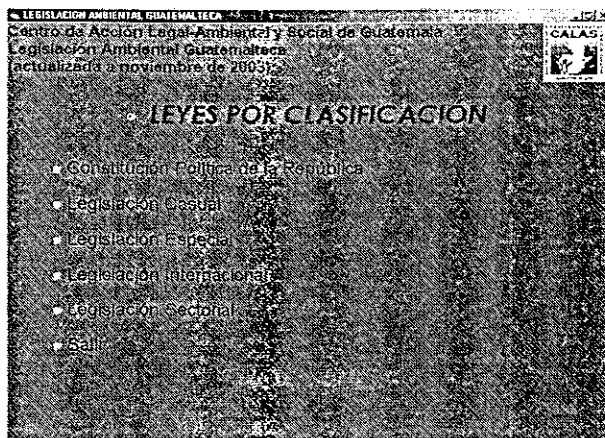 LEGISLACION AMBIENTAL GUATEMALTECA
Centro de Acción Legal-Ambiental y Social de Guatemala
Legislación Ambiental Guatemalteca
(actualizada a noviembre de 2003)
CALAS
LEYES POR CLASIFICACIÓN
Constitución Política de la República
Legislación Casual
Legislación Especial
Legislación Internacional
Legislación Sectorial
Salir